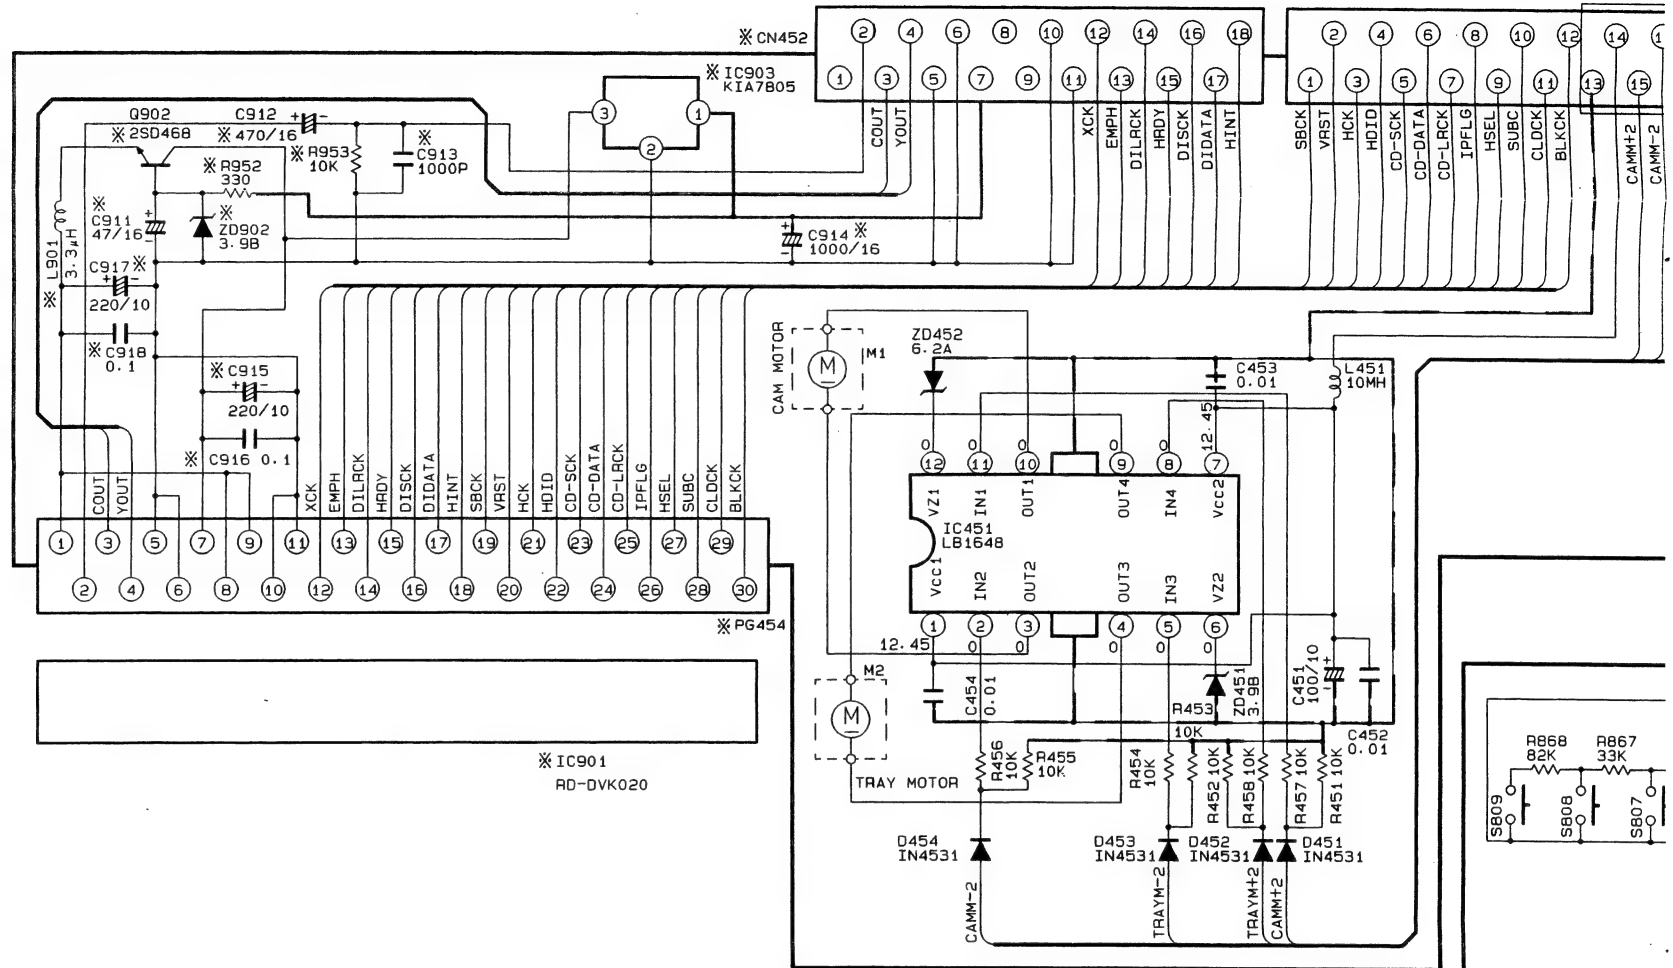 ※ CN452
2 4 6 8 10 12 14 16 18
1 3 5 7 9 11 13 15 17
COUT
YOUT
XCK
EMPH
DILRCK
HRDY
DISCK
DIDATA
HINT
2 4 6 8 10 12 14
1 3 5 7 9 11 13 15
SBCK
VRST
HCK
HDID
CD-SCK
CD-DATA
CD-LRCK
IPFLG
HSEL
SUBC
CLDCK
BLKCK
CAMM+2
CAMM-2
※ IC903
KIA7805
3 1
2
Q902
※ 2SD468
C912
+
※ 470/16
※ R953
10K
※
C913
1000P
※ R952
330
※
C911
47/16
+
-
※
ZD902
3.9B
C914 ※
1000/16
+
-
L901
3.3µH
※
C917 ※
+ -
220/10
※ C918
0.1
※ C915
+ -
220/10
※ C916 0.1
COUT
YOUT
XCK
EMPH
DILRCK
HRDY
DISCK
DIDATA
HINT
SBCK
VRST
HCK
HDID
CD-SCK
CD-DATA
CD-LRCK
IPFLG
HSEL
SUBC
CLDCK
BLKCK
1 3 5 7 9 11 13 15 17 19 21 23 25 27 29
2 4 6 8 10 12 14 16 18 20 22 24 26 28 30
※ PG454
※ IC901
RD-DVK020
CAM MOTOR
M
M1
ZD452
6.2A
C453
0.01
L451
10MH
12.45
0 0 0 0 0
12 11 10 9 8 7
VZ1
IN1
OUT1
OUT4
IN4
Vcc2
IC451
LB1648
Vcc1
IN2
OUT2
OUT3
IN3
VZ2
1 2 3 4 5 6
12.45
0 0 0 0 0
M2
M
TRAY MOTOR
C454
0.01
ZD451
3.9B
C451
100/10
+
-
C452
0.01
R453
10K
R456
10K
R455
10K
R454
10K
R452 10K
R458 10K
R457 10K
R451 10K
D454
IN4531
D453
IN4531
D452
IN4531
D451
IN4531
CAMM-2
TRAYM-2
TRAYM+2
CAMM+2
R868
82K
R867
33K
S809
S808
S807